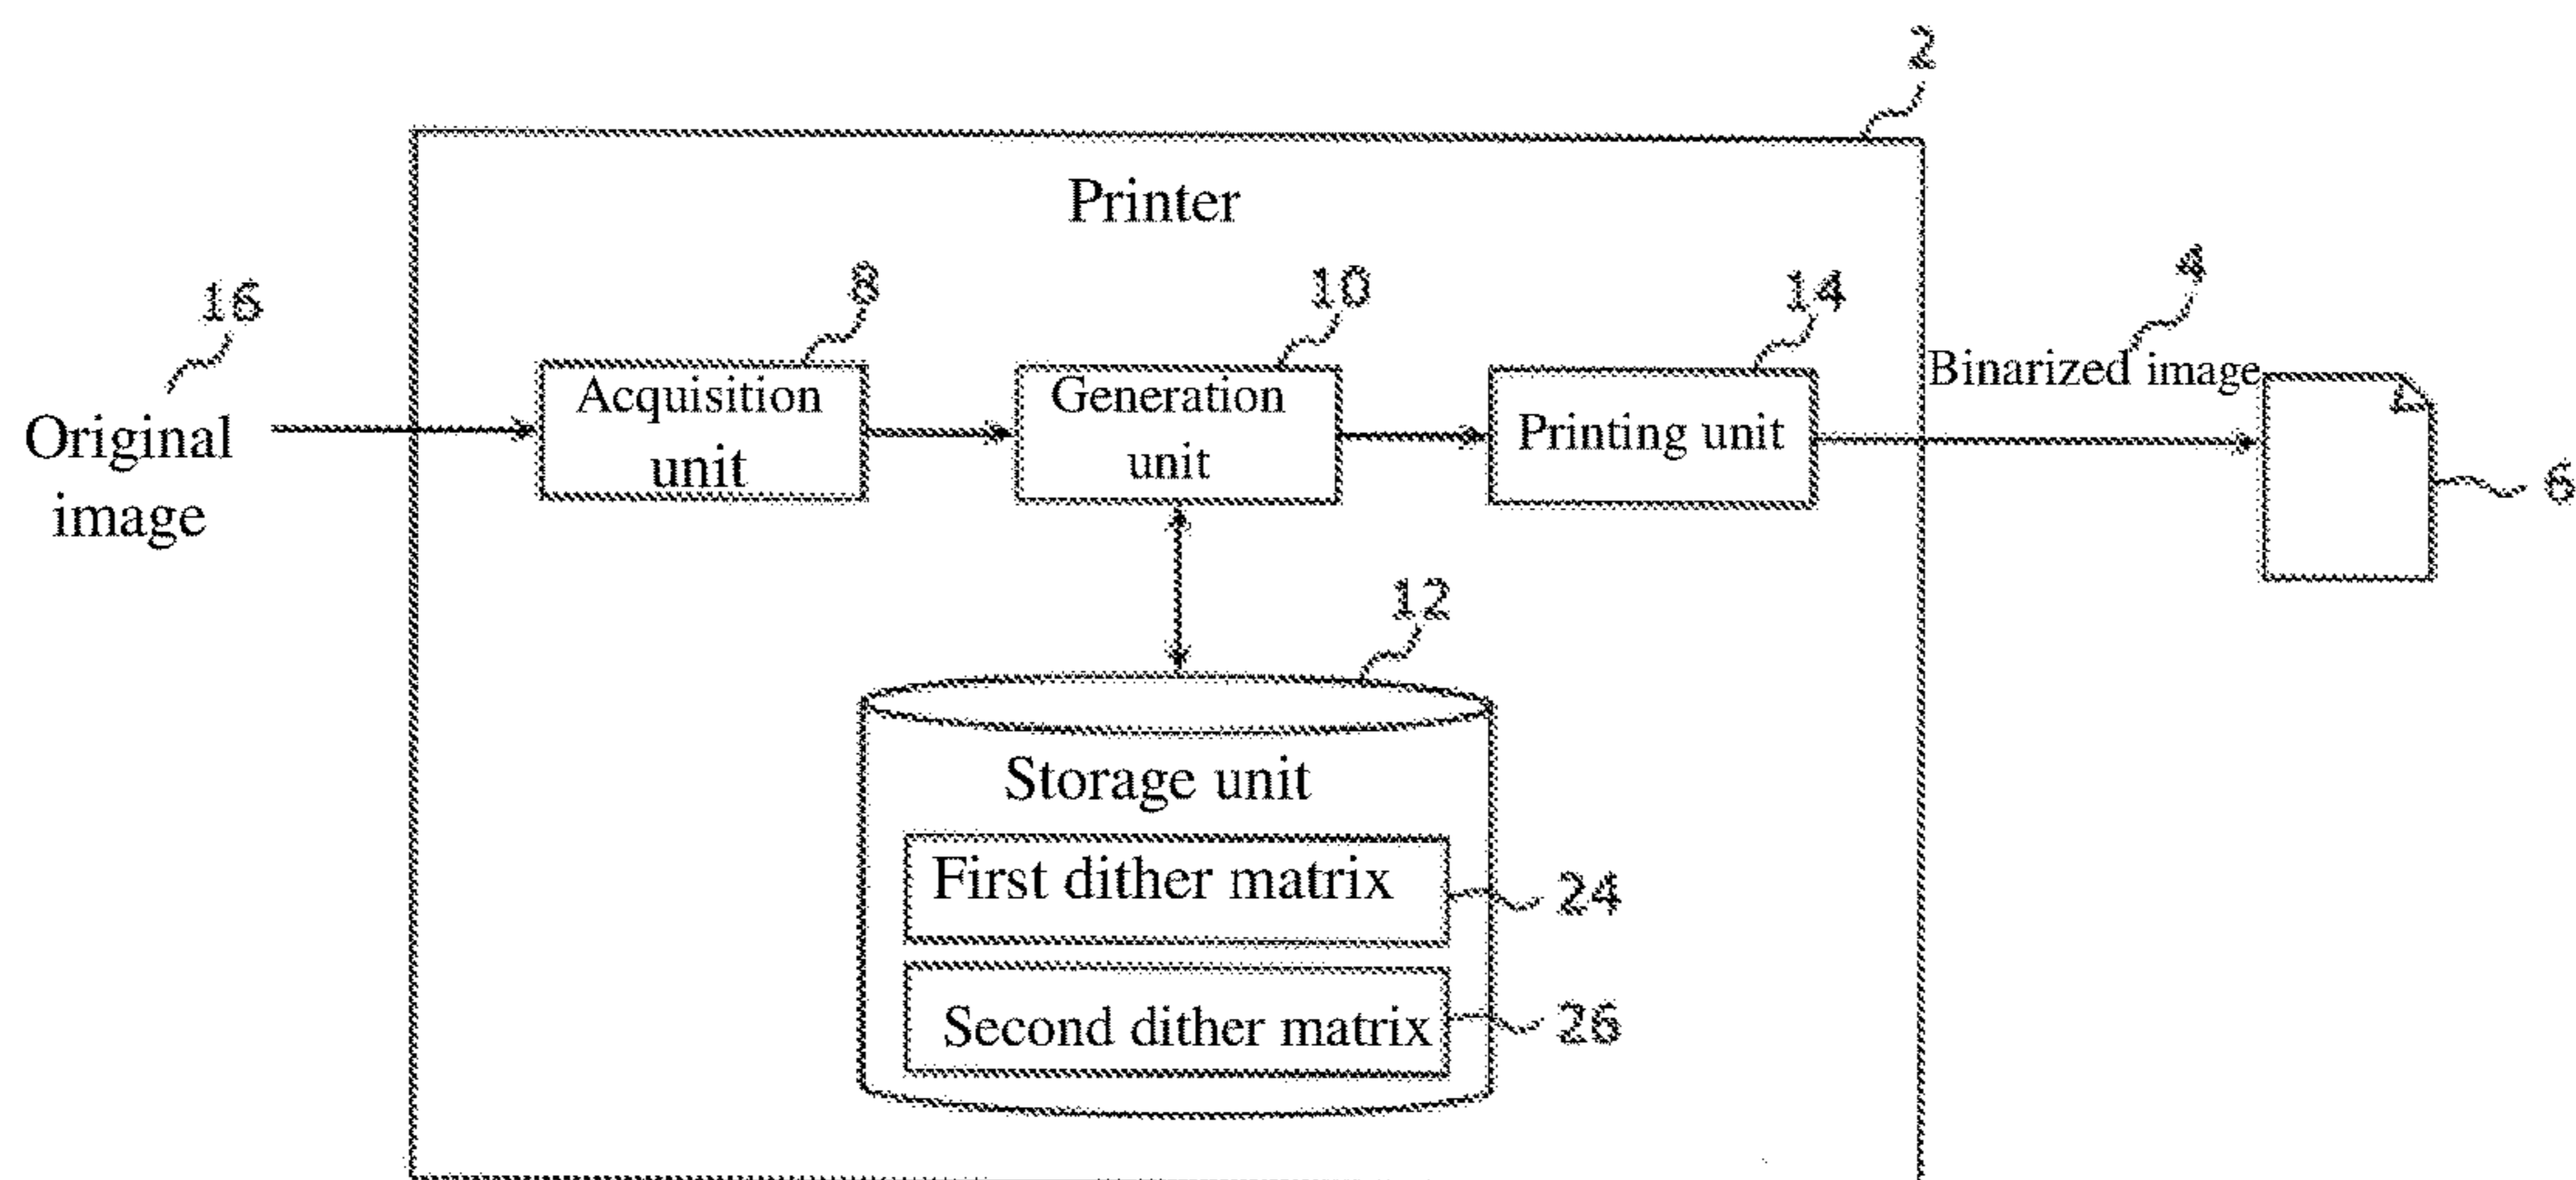 2
Printer
16
8
10
14
4
Original
image
Acquisition
unit
Generation
unit
Printing unit
Binarized image
6
12
Storage unit
First dither matrix
24
Second dither matrix
26